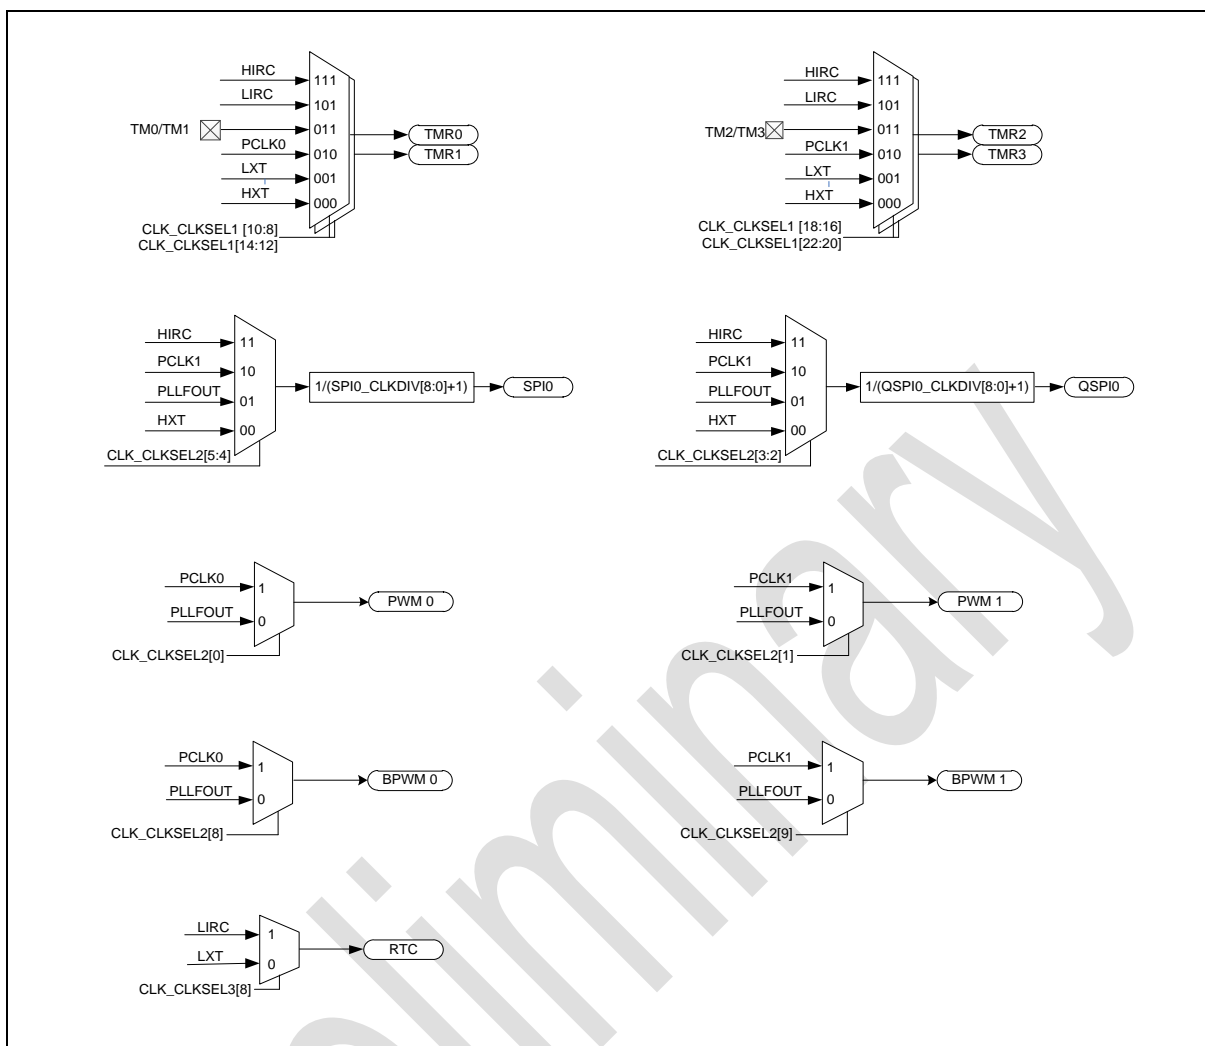 HIRC
111
LIRC
101
TM0/TM1
011
TMR0
PCLK0
010
TMR1
LXT
001
HXT
000
CLK_CLKSEL1 [10:8]
CLK_CLKSEL1[14:12]
HIRC
111
LIRC
101
TM2/TM3
011
TMR2
PCLK1
010
TMR3
LXT
001
HXT
000
CLK_CLKSEL1 [18:16]
CLK_CLKSEL1[22:20]
HIRC
11
PCLK1
10
1/(SPI0_CLKDIV[8:0]+1)
SPI0
PLLFOUT
01
HXT
00
CLK_CLKSEL2[5:4]
HIRC
11
PCLK1
10
1/(QSPI0_CLKDIV[8:0]+1)
QSPI0
PLLFOUT
01
HXT
00
CLK_CLKSEL2[3:2]
PCLK0
1
PWM 0
PLLFOUT
0
CLK_CLKSEL2[0]
PCLK1
1
PWM 1
PLLFOUT
0
CLK_CLKSEL2[1]
PCLK0
1
BPWM 0
PLLFOUT
0
CLK_CLKSEL2[8]
PCLK1
1
BPWM 1
PLLFOUT
0
CLK_CLKSEL2[9]
LIRC
1
RTC
LXT
0
CLK_CLKSEL3[8]
liminary